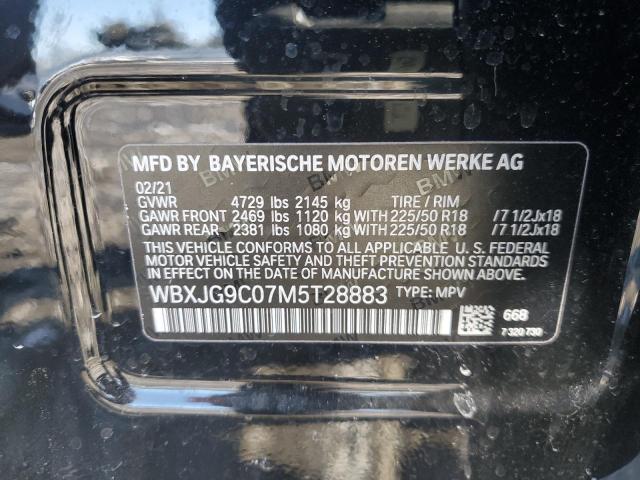 MFD BY BAYERISCHE MOTOREN WERKE AG
02/21
GVWR 4729 lbs 2145 kg TIRE / RIM
GAWR FRONT 2469 lbs 1120 kg WITH 225/50 R18 /7 1/2Jx18
GAWR REAR 2381 lbs 1080 kg WITH 225/50 R18 /7 1/2Jx18
THIS VEHICLE CONFORMS TO ALL APPLICABLE U. S. FEDERAL
MOTOR VEHICLE SAFETY AND THEFT PREVENTION
STANDARDS IN EFFECT ON THE DATE OF MANUFACTURE
SHOWN ABOVE.
WBXJG9C07M5T28883 TYPE: MPV
668
7 320 730